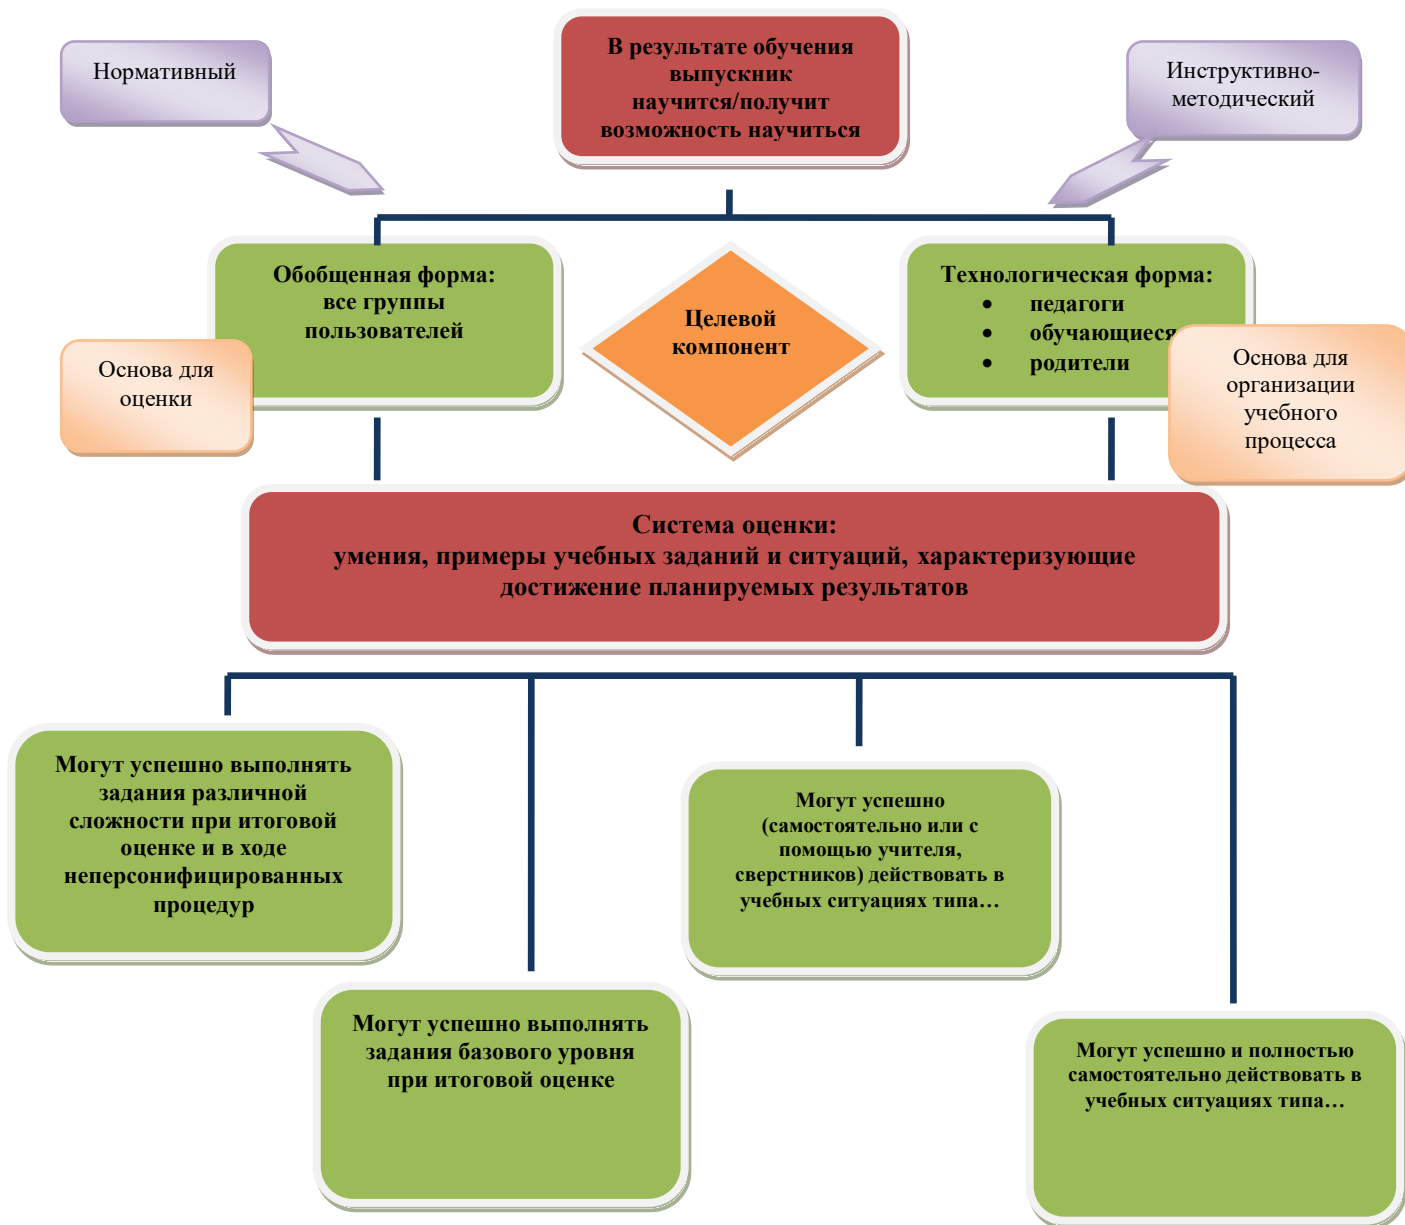 Нормативный
В результате обучения
выпускник
научится/получит
возможность научиться
Инструктивно-
методический
Обобщенная форма:
все группы
пользователей
Целевой
компонент
Технологическая форма:
• педагоги
• обучающиеся
• родители
Основа для
оценки
Основа для
организации
учебного
процесса
Система оценки:
умения, примеры учебных заданий и ситуаций, характеризующие
достижение планируемых результатов
Могут успешно выполнять
задания различной
сложности при итоговой
оценке и в ходе
неперсонифицированных
процедур
Могут успешно
(самостоятельно или с
помощью учителя,
сверстников) действовать в
учебных ситуациях типа…
Могут успешно выполнять
задания базового уровня
при итоговой оценке
Могут успешно и полностью
самостоятельно действовать в
учебных ситуациях типа…